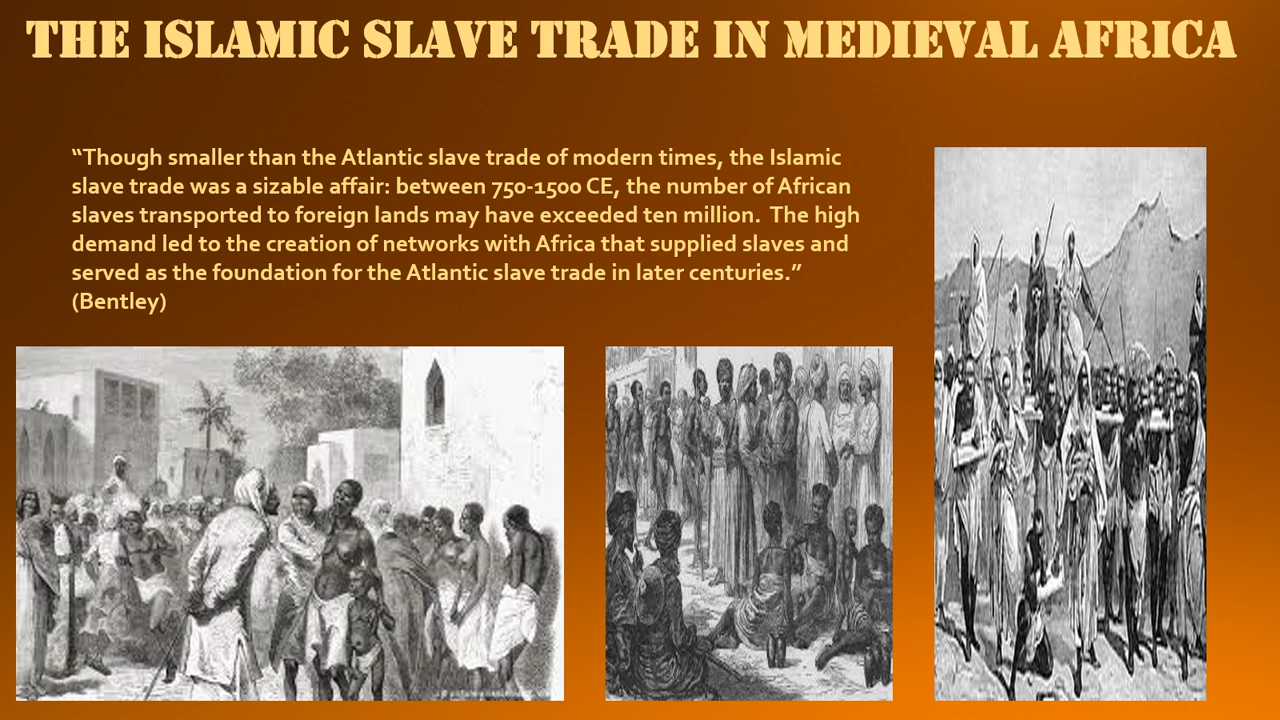 THE ISLAMIC SLAVE TRADE IN MEDIEVAL AFRICA
“Though smaller than the Atlantic slave trade of modern times, the Islamic
slave trade was a sizable affair: between 750-1500 CE, the number of African
slaves transported to foreign lands may have exceeded ten million.  The high
demand led to the creation of networks with Africa that supplied slaves and
served as the foundation for the Atlantic slave trade in later centuries.”
(Bentley)